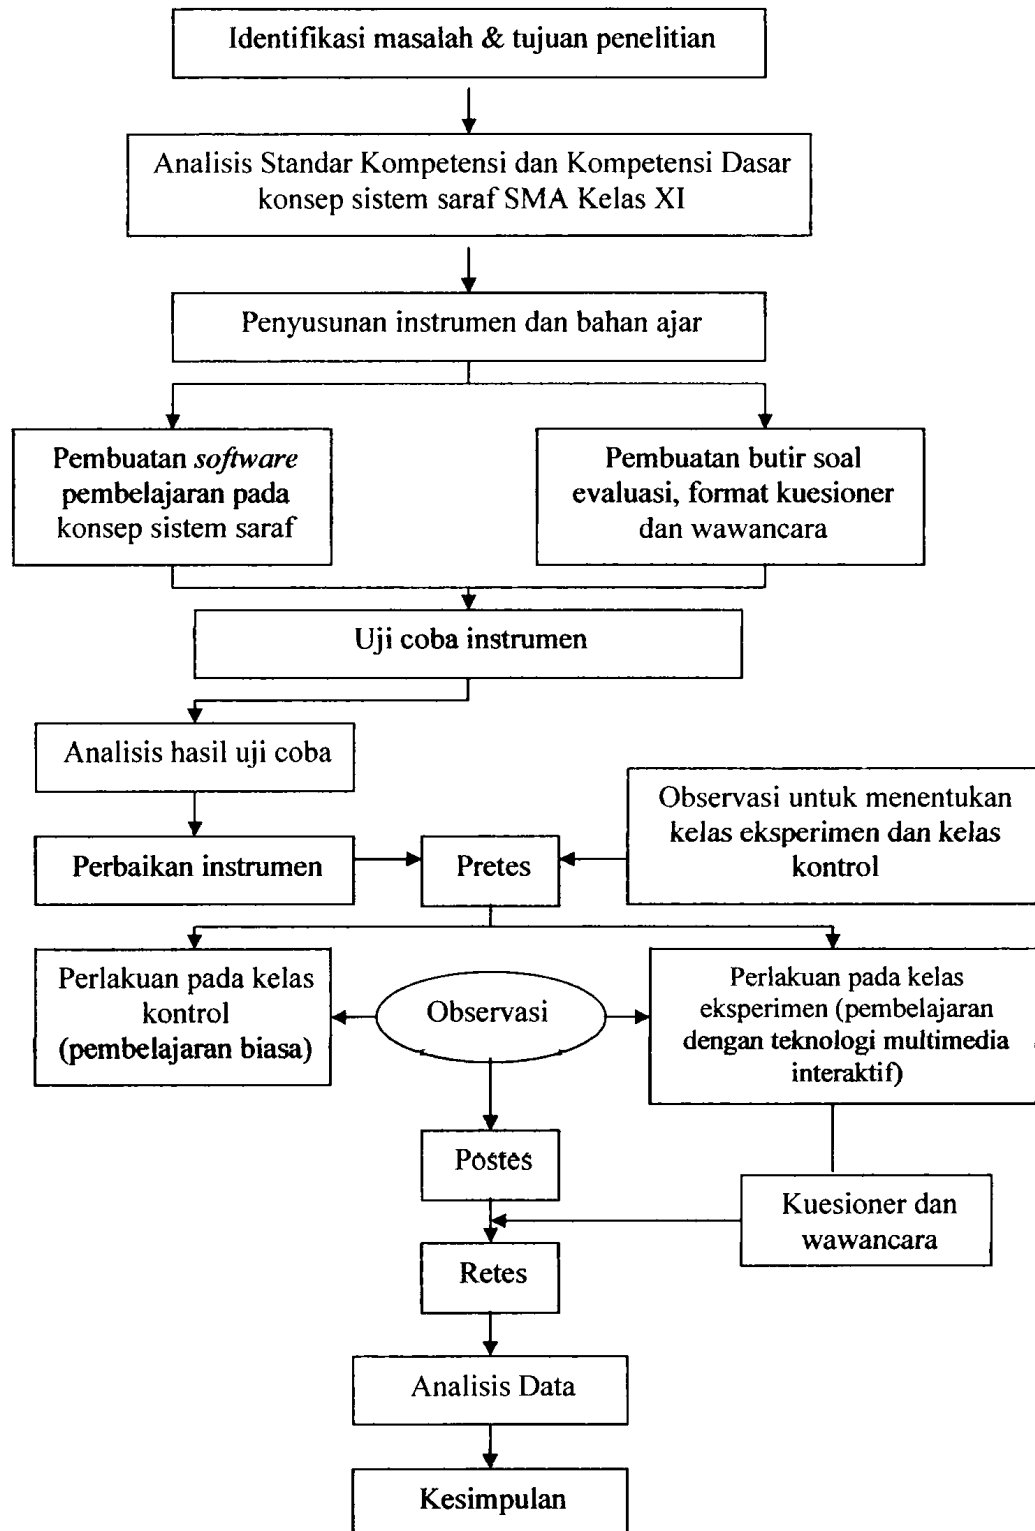 Identifikasi masalah & tujuan penelitian
Analisis Standar Kompetensi dan Kompetensi Dasar
konsep sistem saraf SMA Kelas XI
Penyusunan instrumen dan bahan ajar
Pembuatan software
pembelajaran pada
konsep sistem saraf
Pembuatan butir soal
evaluasi, format kuesioner
dan wawancara
Uji coba instrumen
Analisis hasil uji coba
Observasi untuk menentukan
kelas eksperimen dan kelas
kontrol
Perbaikan instrumen
Pretes
Perlakuan pada kelas
kontrol
(pembelajaran biasa)
Observasi
Perlakuan pada kelas
eksperimen (pembelajaran
dengan teknologi multimedia
interaktif)
Postes
Kuesioner dan
wawancara
Retes
Analisis Data
Kesimpulan